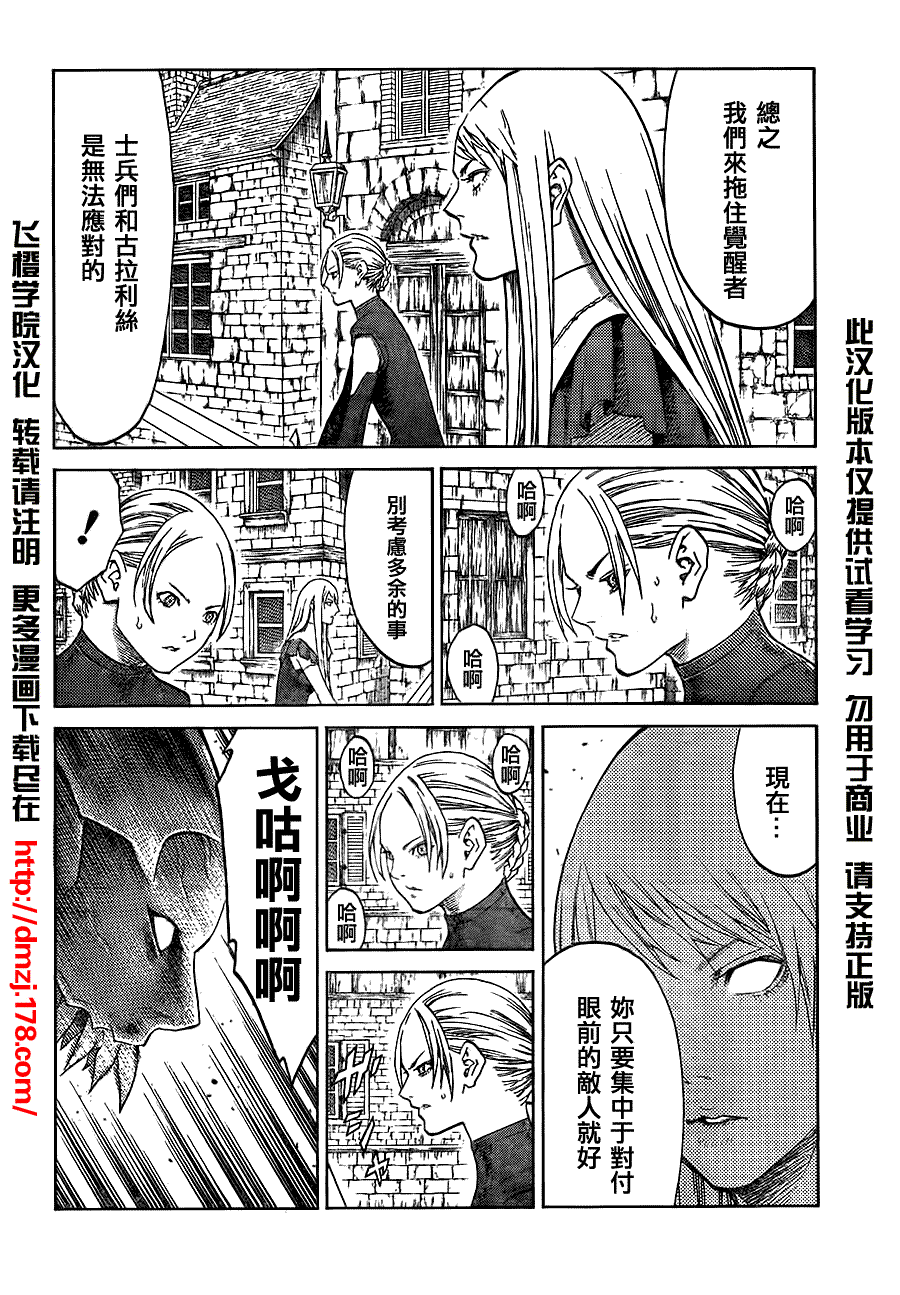 總之
我們來拖住覺醒者
士兵們和古拉利絲
是無法應對的
哈啊
哈啊
哈啊
別考慮多余的事
！
現在…
妳只要集中于對付
眼前的敵人就好
哈啊
哈啊
哈啊
戈咕啊啊啊
飞橙学院汉化 转载请注明 更多漫画下载尽在 http://dmzj.178.com/
此汉化版本仅提供试看学习 勿用于商业 请支持正版